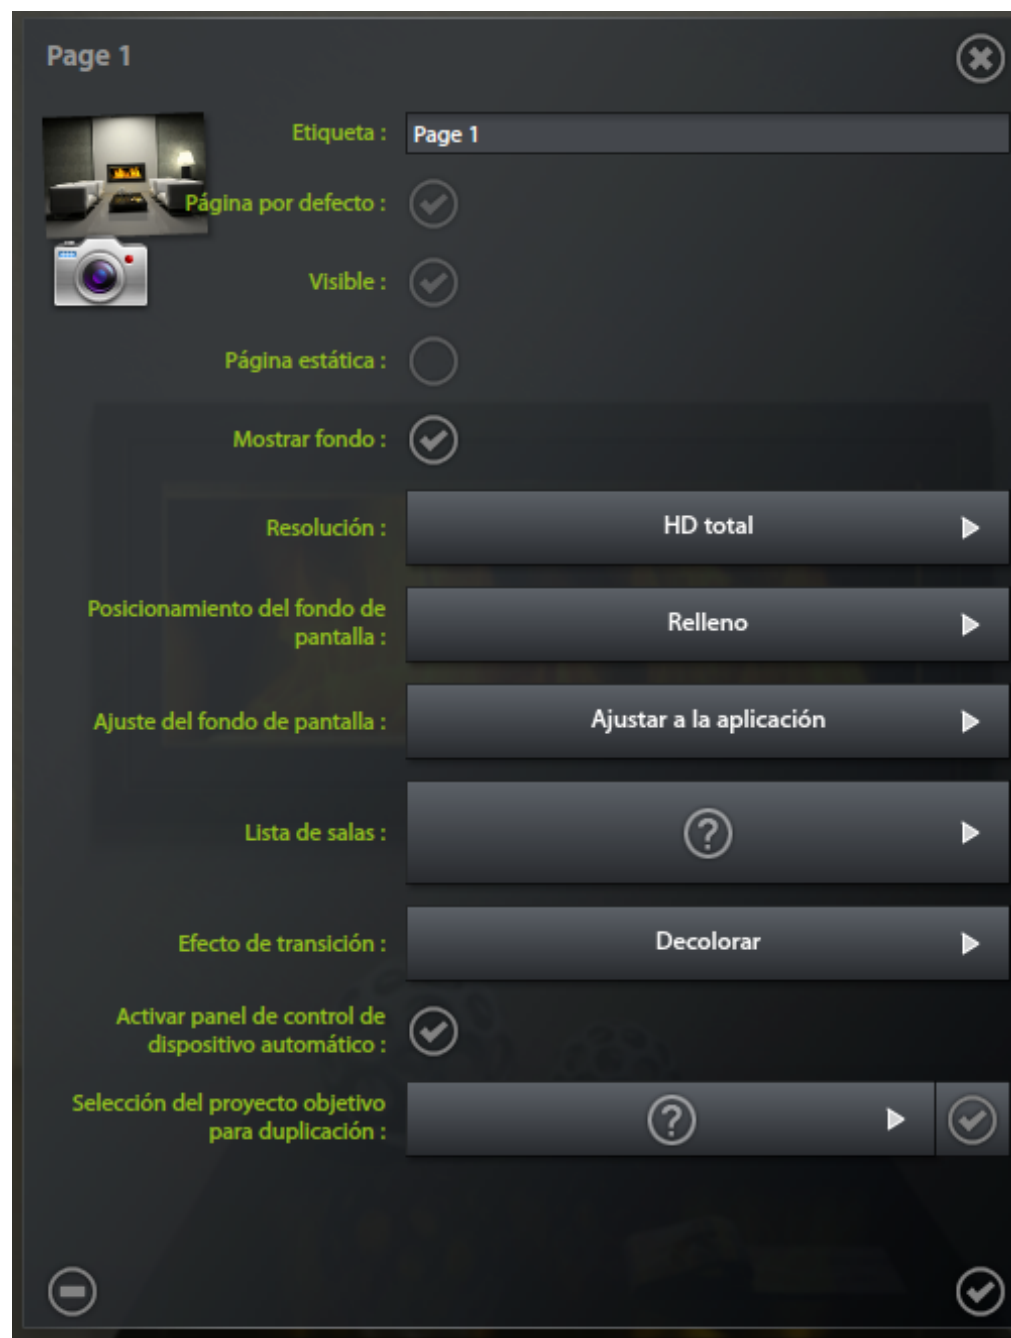 Page 1
Etiqueta :
Page 1
Página por defecto :
Visible :
Página estática :
Mostrar fondo :
Resolución :
HD total
Posicionamiento del fondo de
pantalla :
Relleno
Ajuste del fondo de pantalla :
Ajustar a la aplicación
Lista de salas :
?
Efecto de transición :
Decolorar
Activar panel de control de
dispositivo automático :
Selección del proyecto objetivo
para duplicación :
?